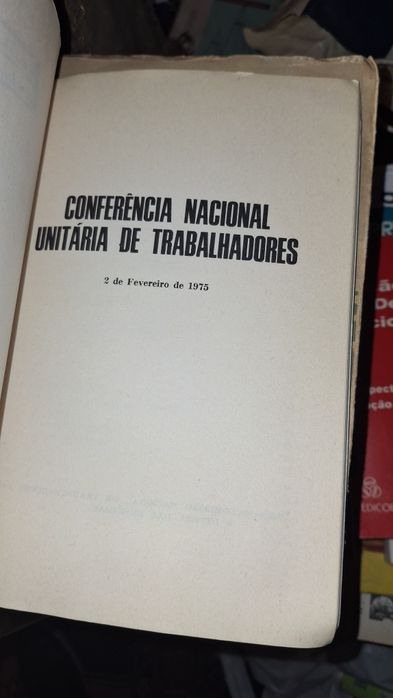 CONFERÊNCIA NACIONAL
UNITÁRIA DE TRABALHADORES
2 de Fevereiro de 1975